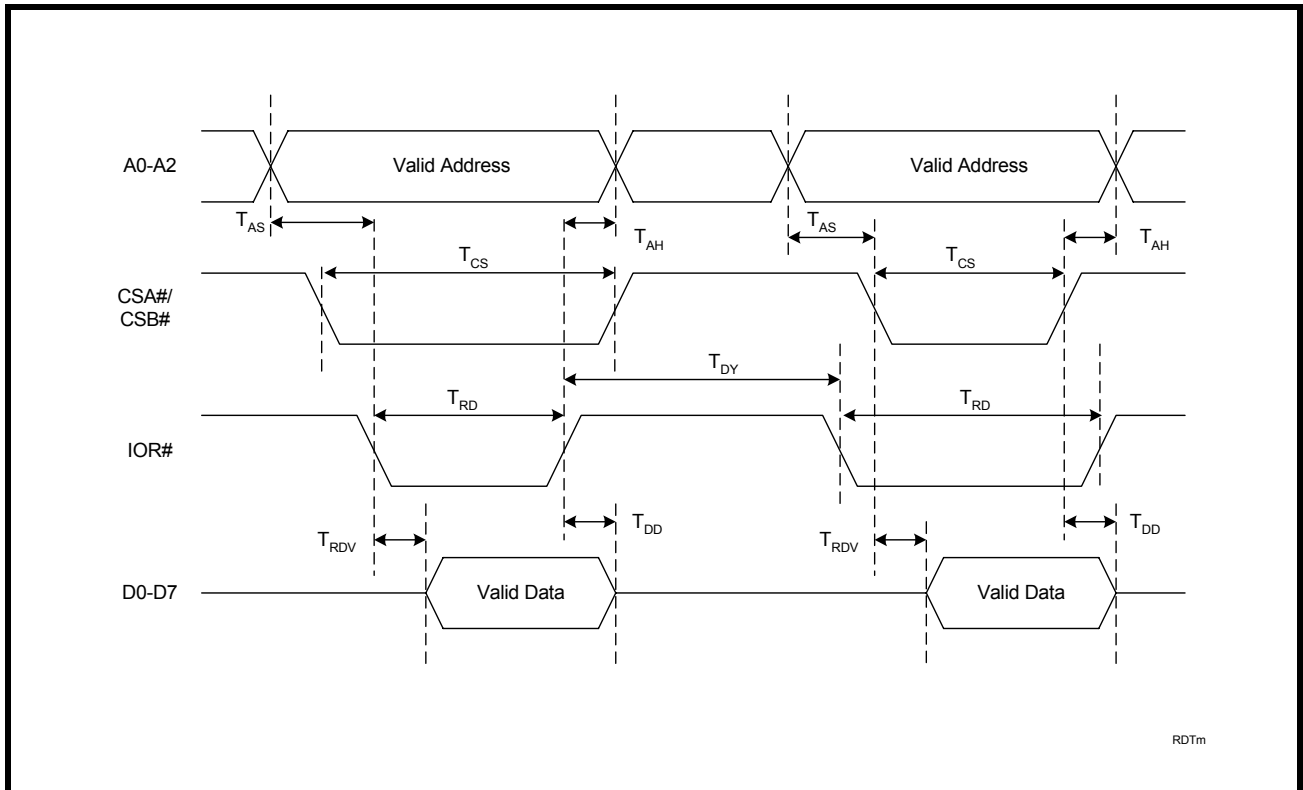 A0-A2
Valid Address
Valid Address
TAS
TAH
TAS
TAH
TCS
TCS
CSA#/
CSB#
TDY
TRD
TRD
IOR#
TRDV
TDD
TRDV
TDD
D0-D7
Valid Data
Valid Data
RDTm